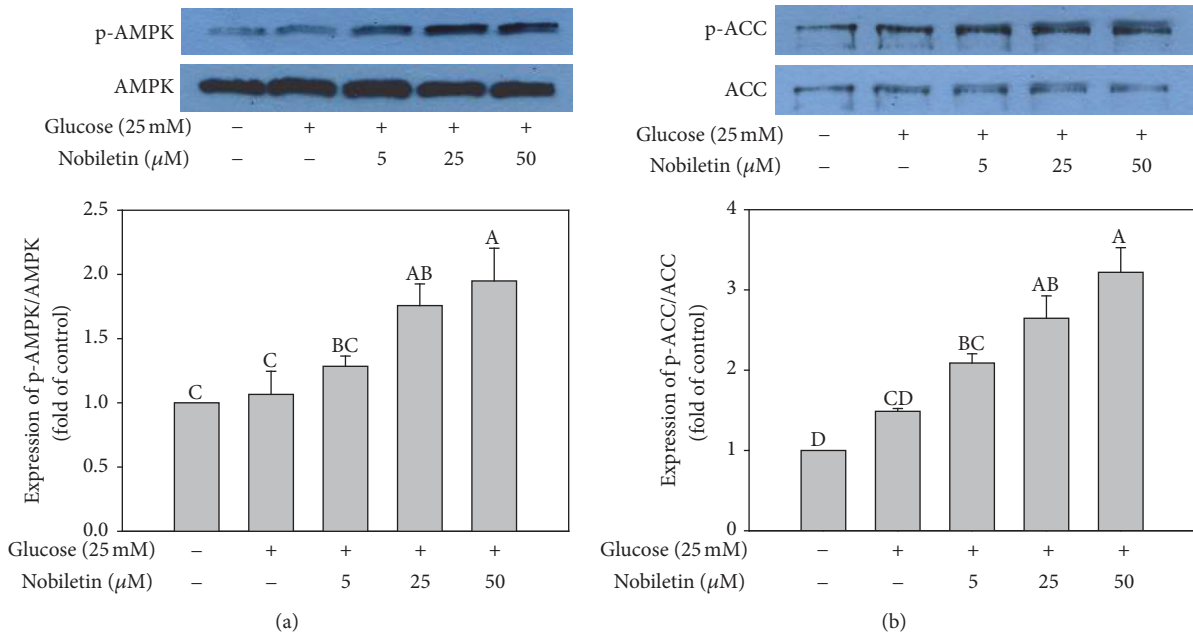 p-AMPK
AMPK
Glucose (25 mM) – + + + +
Nobiletin (μM) – – 5 25 50
Expression of p-AMPK/AMPK
(fold of control)
2.5
2.0
1.5
1.0
0.5
0.0
C C BC AB A
Glucose (25 mM) – + + + +
Nobiletin (μM) – – 5 25 50
(a)
p-ACC
ACC
Glucose (25 mM) – + + + +
Nobiletin (μM) – – 5 25 50
Expression of p-ACC/ACC
(fold of control)
4
3
2
1
0
D CD BC AB A
Glucose (25 mM) – + + + +
Nobiletin (μM) – – 5 25 50
(b)